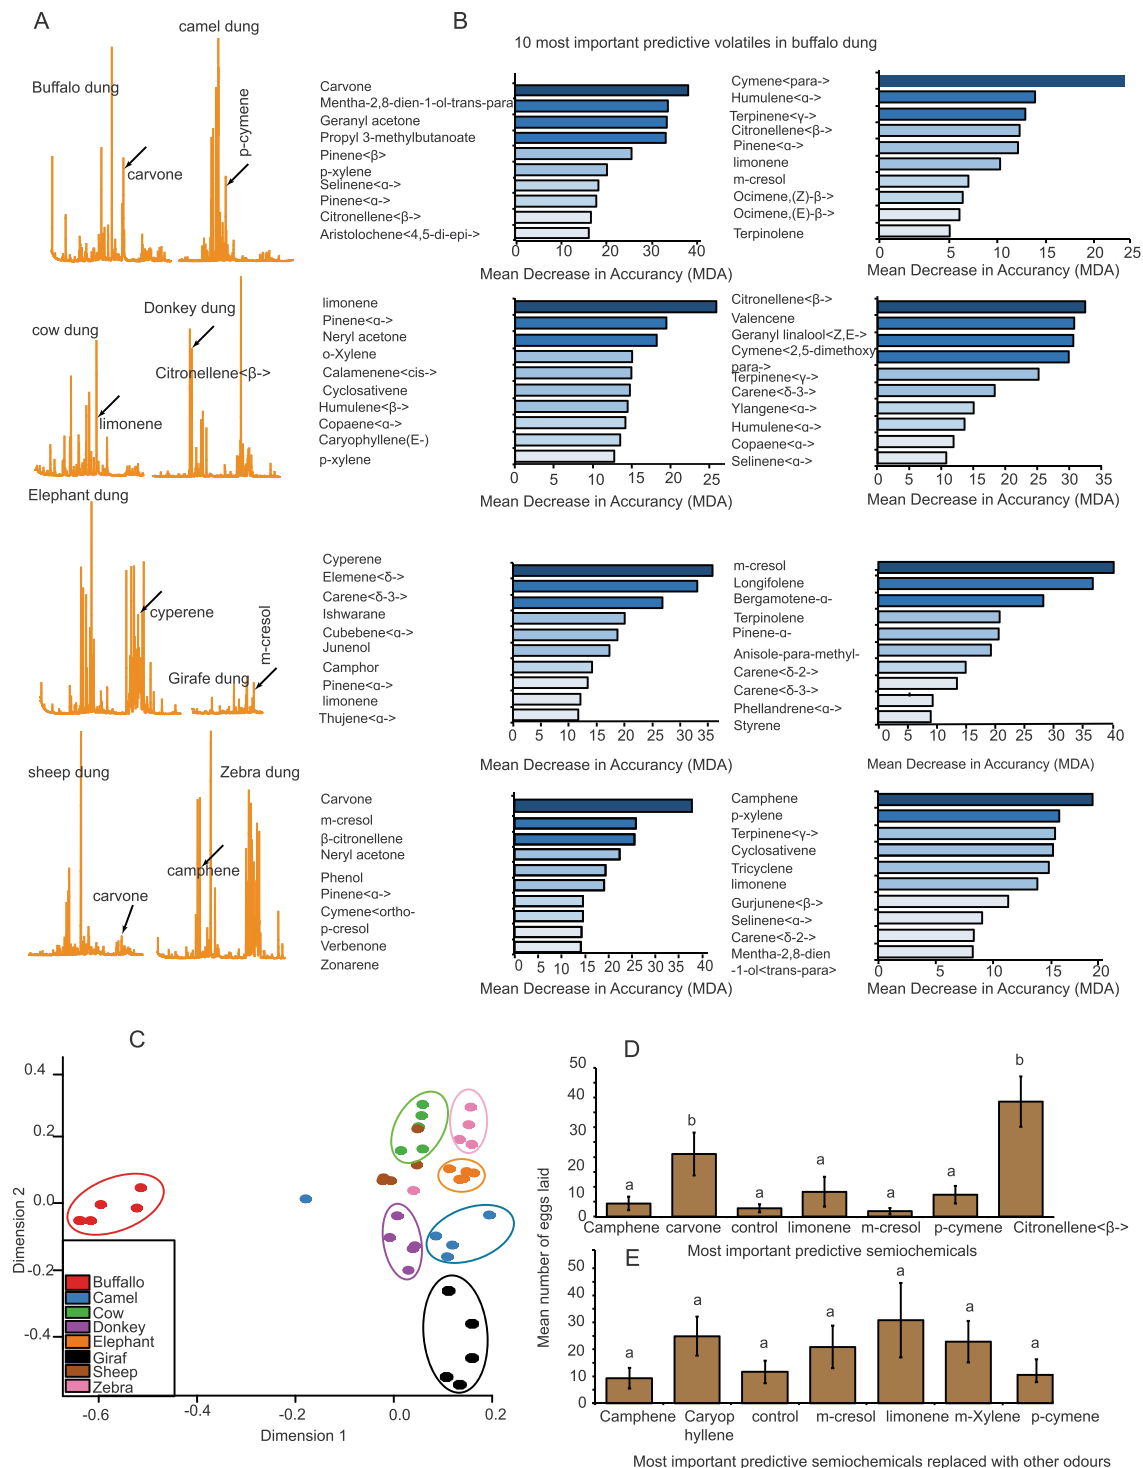 A
camel dung
Buffalo dung
p-cymene
carvone
Donkey dung
cow dung
Citronellene<β->
limonene
Elephant dung
cyperene
m-cresol
Girafe dung
sheep dung
Zebra dung
camphene
carvone
B
10 most important predictive volatiles in buffalo dung
Carvone
Mentha-2,8-dien-1-ol-trans-para
Geranyl acetone
Propyl 3-methylbutanoate
Pinene<β>
p-xylene
Selinene<α->
Pinene<α->
Citronellene<β->
Aristolochene<4,5-di-epi->
0 10 20 30 40
Mean Decrease in Accurancy (MDA)
Cymene<para->
Humulene<α->
Terpinene<γ->
Citronellene<β->
Pinene<α->
limonene
m-cresol
Ocimene,(Z)-β->
Ocimene,(E)-β->
Terpinolene
0 5 10 15 20 25
Mean Decrease in Accurancy (MDA)
limonene
Pinene<α->
Neryl acetone
o-Xylene
Calamenene<cis->
Cyclosativene
Humulene<β->
Copaene<α->
Caryophyllene(E-)
p-xylene
0 5 10 15 20 25
Mean Decrease in Accurancy (MDA)
Citronellene<β->
Valencene
Geranyl linalool<Z,E->
Cymene<2,5-dimethoxy
para->
Terpinene<γ->
Carene<δ-3->
Ylangene<α->
Humulene<α->
Copaene<α->
Selinene<α->
0 5 10 15 20 25 30 35
Mean Decrease in Accurancy (MDA)
Cyperene
Elemene<δ->
Carene<δ-3->
Ishwarane
Cubebene<α->
Junenol
Camphor
Pinene<α->
limonene
Thujene<α->
0 5 10 15 20 25 30 35
Mean Decrease in Accurancy (MDA)
m-cresol
Longifolene
Bergamotene-α-
Terpinolene
Pinene-α-
Anisole-para-methyl-
Carene<δ-2->
Carene<δ-3->
Phellandrene<α->
Styrene
0 5 10 15 20 25 30 35 40
Mean Decrease in Accurancy (MDA)
Carvone
m-cresol
β-citronellene
Neryl acetone
Phenol
Pinene<α->
Cymene<ortho-
p-cresol
Verbenone
Zonarene
0 5 10 15 20 25 30 35 40
Mean Decrease in Accurancy (MDA)
Camphene
p-xylene
Terpinene<γ->
Cyclosativene
Tricyclene
limonene
Gurjunene<β->
Selinene<α->
Carene<δ-2->
Mentha-2,8-dien
-1-ol<trans-para>
0 5 10 15 20
Mean Decrease in Accurancy (MDA)
C
0.4
0.2
0.0
-0.2
-0.4
Dimension 2
Buffallo
Camel
Cow
Donkey
Elephant
Giraf
Sheep
Zebra
-0.6 -0.4 -0.2 0.0 0.2
Dimension 1
D
50
40
30
20
10
0
a b a a a a b
Camphene carvone control limonene m-cresol p-cymene Citronellene<β->
Most important predictive semiochemicals
Mean number of eggs laid
E
50
40
30
20
10
0
a a a a a a a
Camphene Caryop control m-cresol limonene m-Xylene p-cymene
hyllene
Most important predictive semiochemicals replaced with other odours